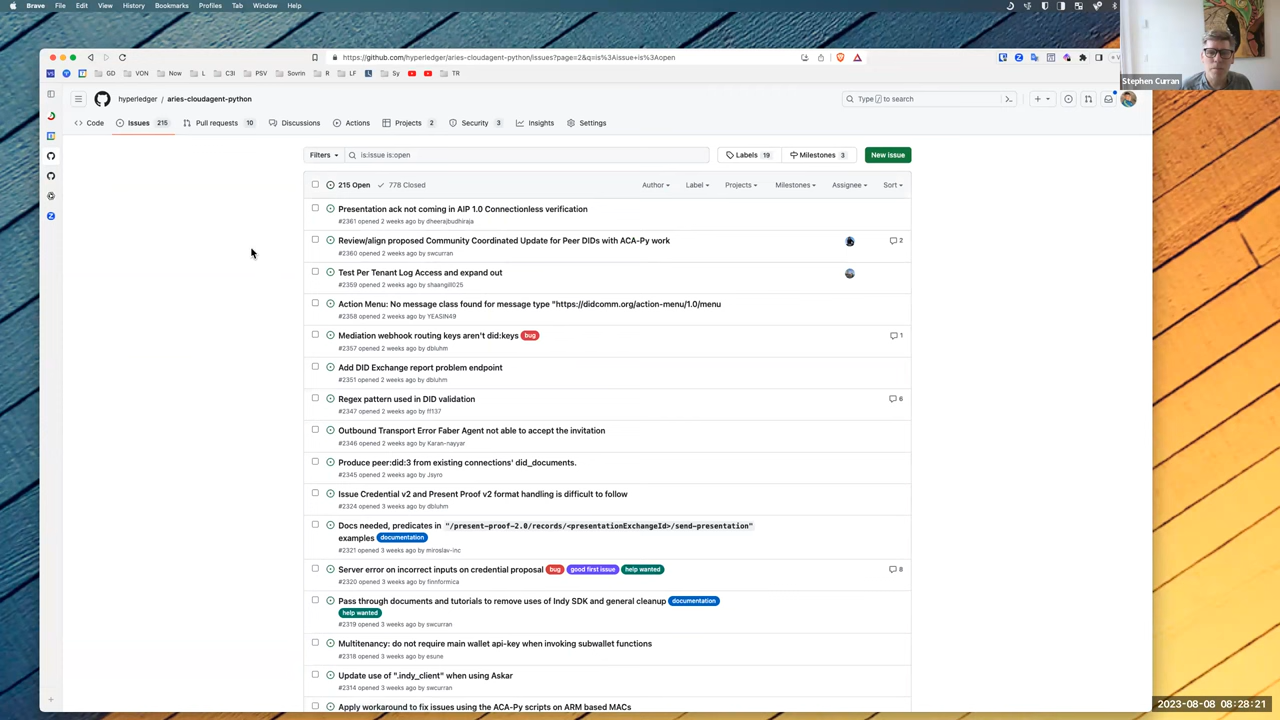 Brave File Edit View History Bookmarks Profiles Tab Window Help
https://github.com/hyperledger/aries-cloudagent-python/issues?page=2&q=is%3Aissue+is%3Aopen
GD VON Now L C3I PSV Sovrin R LF Sy TR
Stephen Curran
hyperledger / aries-cloudagent-python
Type / to search
Code Issues 215 Pull requests 10 Discussions Actions Projects 2 Security 3 Insights Settings
Filters is:issue is:open Labels 19 Milestones 3 New issue
215 Open 778 Closed Author Label Projects Milestones Assignee Sort
Presentation ack not coming in AIP 1.0 Connectionless verification
#2361 opened 2 weeks ago by dheerajbudhiraja
Review/align proposed Community Coordinated Update for Peer DIDs with ACA-Py work 2
#2360 opened 2 weeks ago by swcurran
Test Per Tenant Log Access and expand out
#2359 opened 2 weeks ago by shaangill025
Action Menu: No message class found for message type "https://didcomm.org/action-menu/1.0/menu
#2358 opened 2 weeks ago by YEASIN49
Mediation webhook routing keys aren't did:keys bug 1
#2357 opened 2 weeks ago by dbluhm
Add DID Exchange report problem endpoint
#2351 opened 2 weeks ago by dbluhm
Regex pattern used in DID validation 6
#2347 opened 2 weeks ago by ff137
Outbound Transport Error Faber Agent not able to accept the invitation
#2346 opened 2 weeks ago by Karan-nayyar
Produce peer:did:3 from existing connections' did_documents.
#2345 opened 2 weeks ago by Jsyro
Issue Credential v2 and Present Proof v2 format handling is difficult to follow
#2324 opened 3 weeks ago by dbluhm
Docs needed, predicates in "/present-proof-2.0/records/<presentationExchangeId>/send-presentation"
examples documentation
#2321 opened 3 weeks ago by miroslav-inc
Server error on incorrect inputs on credential proposal bug good first issue help wanted 8
#2320 opened 3 weeks ago by finnformica
Pass through documents and tutorials to remove uses of Indy SDK and general cleanup documentation
help wanted
#2319 opened 3 weeks ago by swcurran
Multitenancy: do not require main wallet api-key when invoking subwallet functions
#2318 opened 3 weeks ago by esune
Update use of ".indy_client" when using Askar
#2314 opened 3 weeks ago by swcurran
Apply workaround to fix issues using the ACA-Py scripts on ARM based MACs
2023-08-08 08:28:21